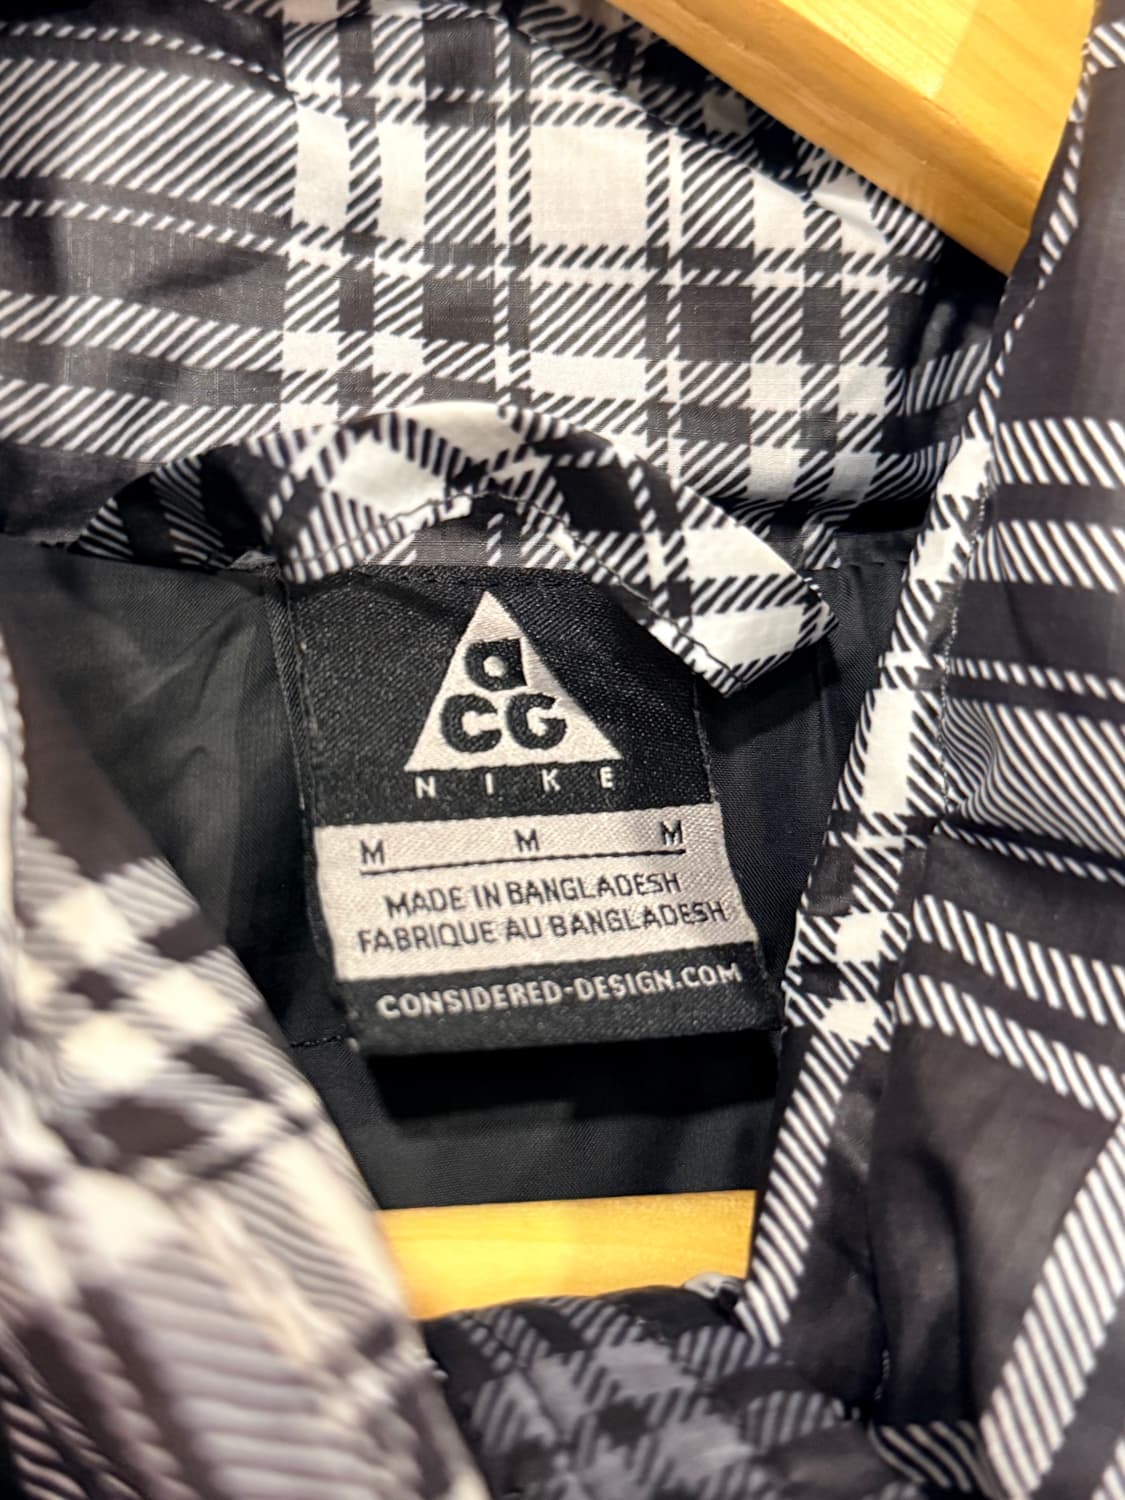 aCG
NIKE
M M M
MADE IN BANGLADESH
FABRIQUE AU BANGLADESH
CONSIDERED-DESIGN.COM